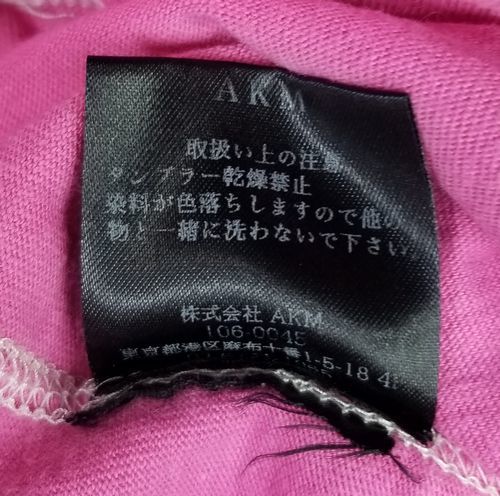 AKM
取扱い上の注意
タンブラー乾燥禁止
染料が色落ちしますので他の
物と一緒に洗わないで下さい
株式会社 AKM
106-0045
東京都港区麻布十番1-5-18 4F